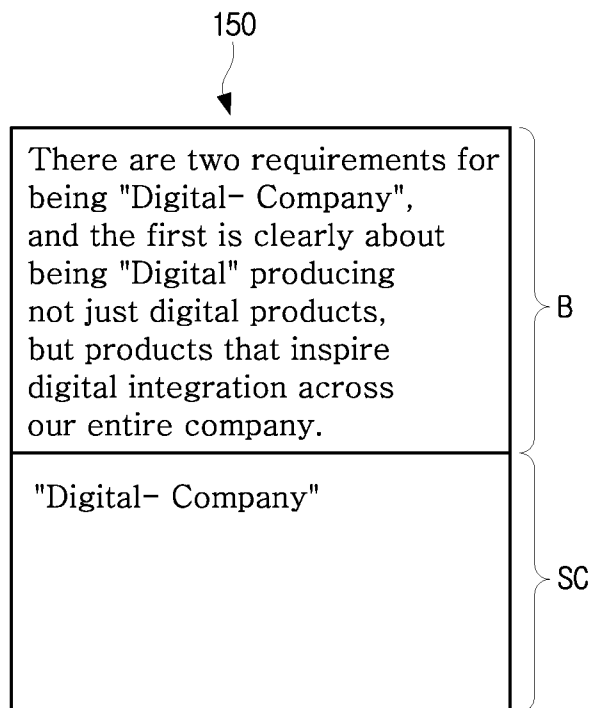 150
There are two requirements for
being "Digital- Company",
and the first is clearly about
being "Digital" producing
not just digital products,
but products that inspire
digital integration across
our entire company.
B
"Digital- Company"
SC